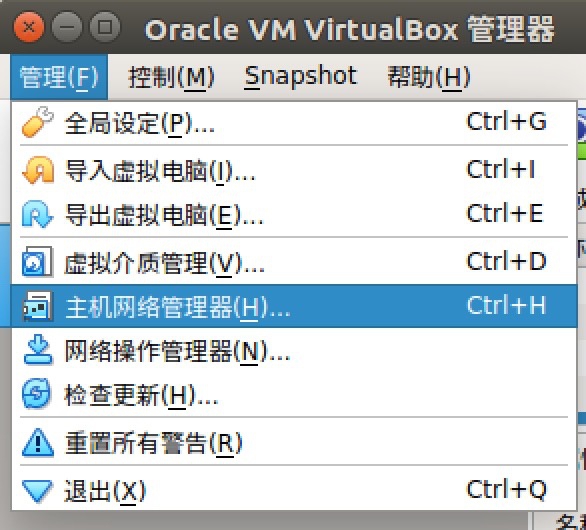 Oracle VM VirtualBox 管理器
管理(F) 控制(M) Snapshot 帮助(H)
全局设定(P)... Ctrl+G
导入虚拟电脑(I)... Ctrl+I
导出虚拟电脑(E)... Ctrl+E
虚拟介质管理(V)... Ctrl+D
主机网络管理器(H)... Ctrl+H
网络操作管理器(N)...
检查更新(H)...
重置所有警告(R)
退出(X) Ctrl+Q